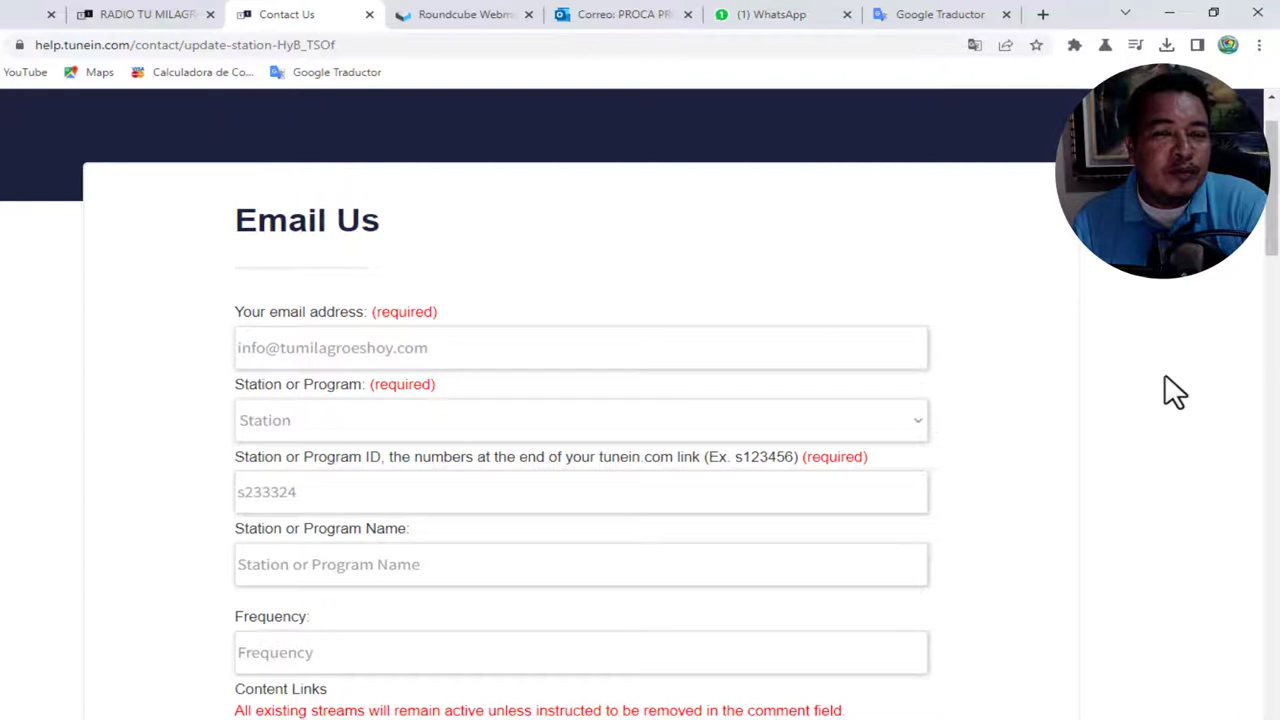 RADIO TU MILAGR
Contact Us
Roundcube Webm
Correo: PROCA PR
(1) WhatsApp
Google Traductor
help.tunein.com/contact/update-station-HyB_TSOf
YouTube
Maps
Calculadora de Co...
Google Traductor
Email Us
Your email address: (required)
info@tumilagroeshoy.com
Station or Program: (required)
Station
Station or Program ID, the numbers at the end of your tunein.com link (Ex. s123456) (required)
s233324
Station or Program Name:
Station or Program Name
Frequency:
Frequency
Content Links
All existing streams will remain active unless instructed to be removed in the comment field.